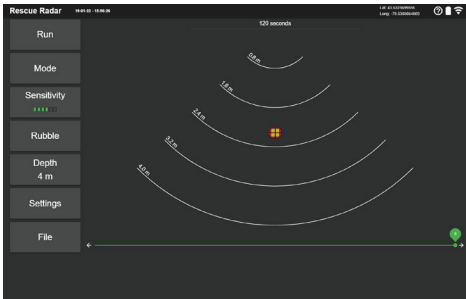 Rescue Radar
120 seconds
Run
Mode
Sensitivity
Rubble
Depth
4 m
Settings
File
0.8 m
1.6 m
2.4 m
3.2 m
4.0 m